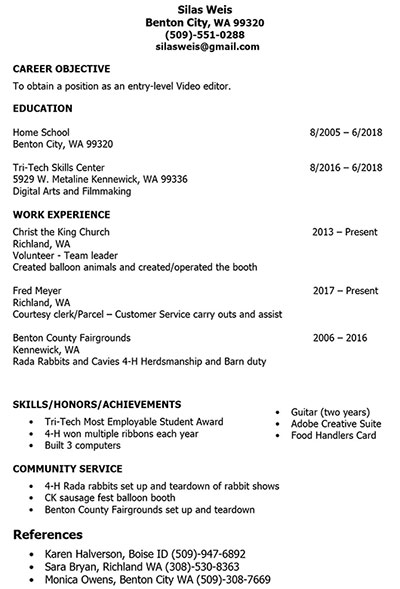 Silas Weis
Benton City, WA 99320
(509)-551-0288
silasweis@gmail.com
CAREER OBJECTIVE
To obtain a position as an entry-level Video editor.
EDUCATION
Home School 8/2005 – 6/2018
Benton City, WA 99320
Tri-Tech Skills Center 8/2016 – 6/2018
5929 W. Metaline Kennewick, WA 99336
Digital Arts and Filmmaking
WORK EXPERIENCE
Christ the King Church 2013 – Present
Richland, WA
Volunteer - Team leader
Created balloon animals and created/operated the booth
Fred Meyer 2017 – Present
Richland, WA
Courtesy clerk/Parcel – Customer Service carry outs and assist
Benton County Fairgrounds 2006 – 2016
Kennewick, WA
Rada Rabbits and Cavies 4-H Herdsmanship and Barn duty
SKILLS/HONORS/ACHIEVEMENTS
• Tri-Tech Most Employable Student Award
• 4-H won multiple ribbons each year
• Built 3 computers
• Guitar (two years)
• Adobe Creative Suite
• Food Handlers Card
COMMUNITY SERVICE
• 4-H Rada rabbits set up and teardown of rabbit shows
• CK sausage fest balloon booth
• Benton County Fairgrounds set up and teardown
References
• Karen Halverson, Boise ID (509)-947-6892
• Sara Bryan, Richland, WA (509)-430-3668
• Monica Owens, Benton City WA (509)-308-7669